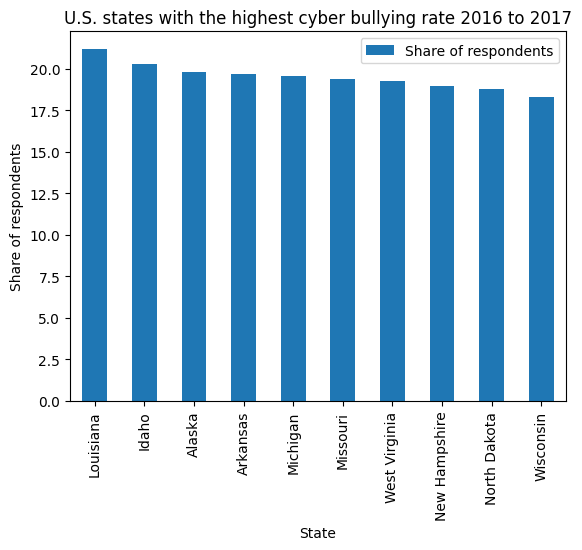 U.S. states with the highest cyber bullying rate 2016 to 2017
Share of respondents
20.0
17.5
15.0
12.5
10.0
7.5
5.0
2.5
0.0
Share of respondents
Louisiana
Idaho
Alaska
Arkansas
Michigan
Missouri
West Virginia
New Hampshire
North Dakota
Wisconsin
State